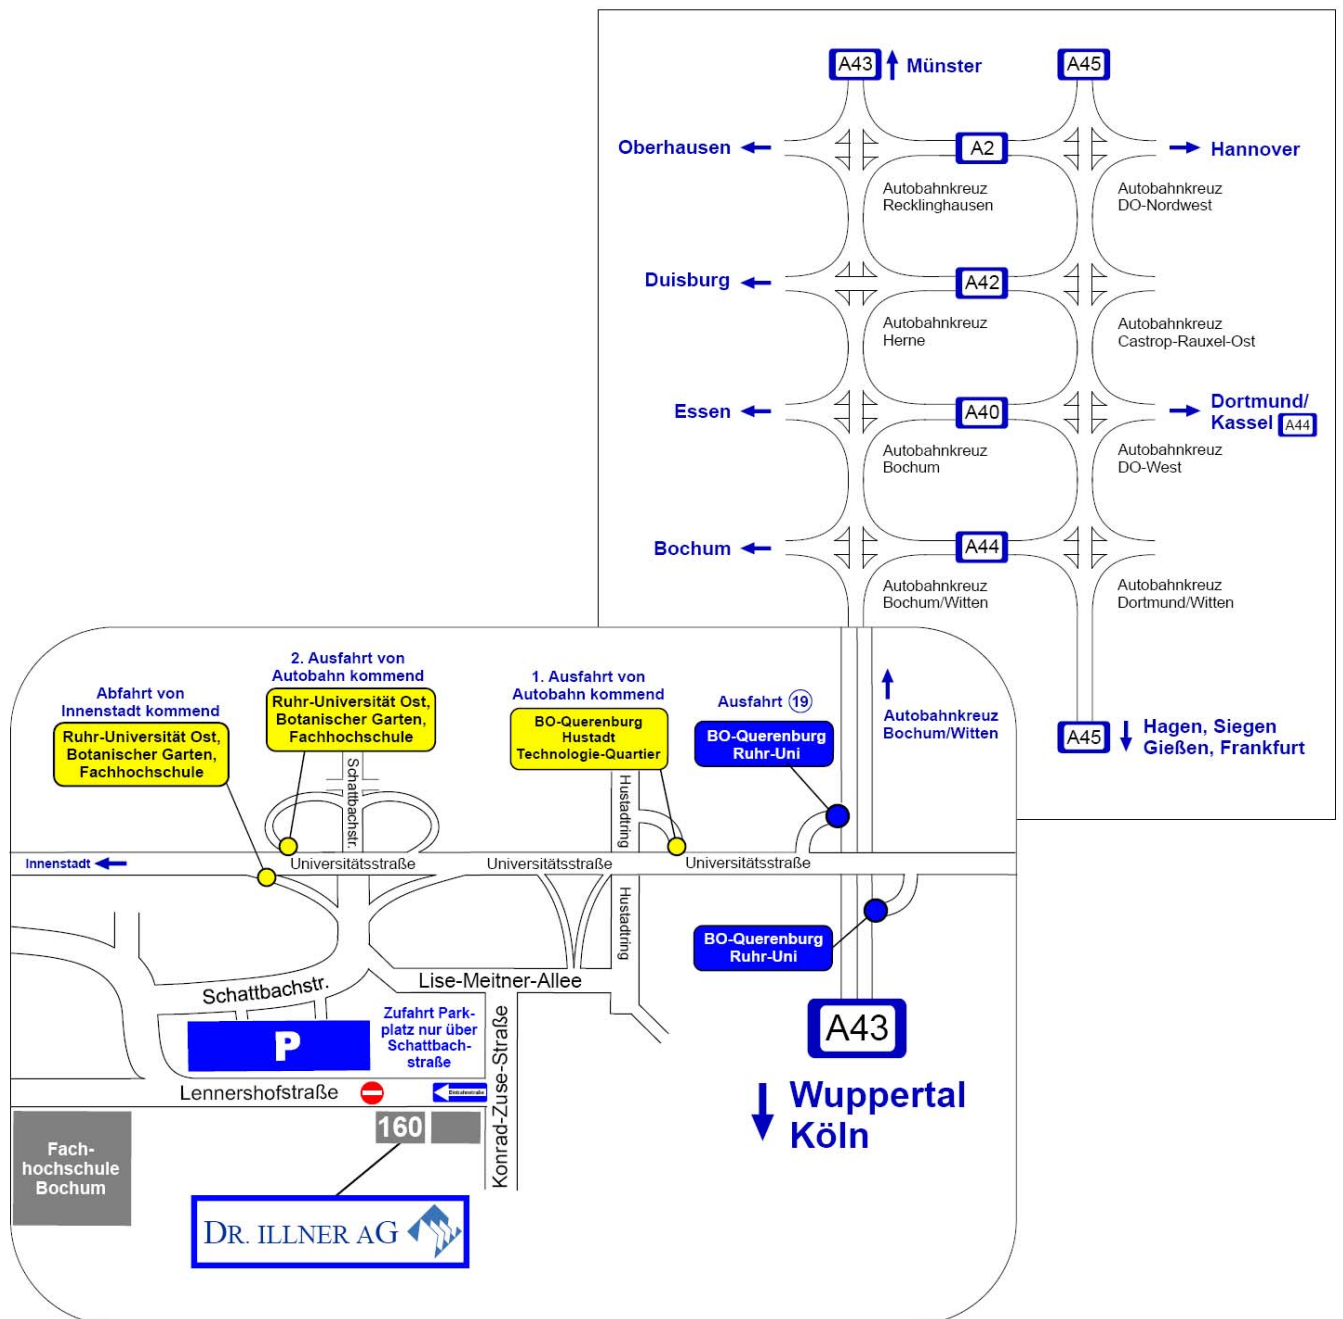 A43
Münster
A45
Oberhausen
A2
Hannover
Autobahnkreuz
Recklinghausen
Autobahnkreuz
DO-Nordwest
Duisburg
A42
Autobahnkreuz
Herne
Autobahnkreuz
Castrop-Rauxel-Ost
Essen
A40
Dortmund/
Kassel A44
Autobahnkreuz
Bochum
Autobahnkreuz
DO-West
Bochum
A44
Autobahnkreuz
Bochum/Witten
Autobahnkreuz
Dortmund/Witten
A45
Hagen, Siegen
Gießen, Frankfurt
2. Ausfahrt von
Autobahn kommend
Ruhr-Universität Ost,
Botanischer Garten,
Fachhochschule
Abfahrt von
Innenstadt kommend
Ruhr-Universität Ost,
Botanischer Garten,
Fachhochschule
1. Ausfahrt von
Autobahn kommend
BO-Querenburg
Hustadt
Technologie-Quartier
Ausfahrt 19
BO-Querenburg
Ruhr-Uni
Autobahnkreuz
Bochum/Witten
Schattbachstr.
Hustadtring
Innenstadt
Universitätsstraße
Universitätsstraße
Universitätsstraße
Hustadtring
BO-Querenburg
Ruhr-Uni
Lise-Meitner-Allee
Schattbachstr.
Zufahrt Park-
platz nur über
Schattbach-
straße
P
Konrad-Zuse-Straße
A43
Wuppertal
Köln
Lennershofstraße
Einbahnstraße
160
Fach-
hochschule
Bochum
DR. ILLNER AG